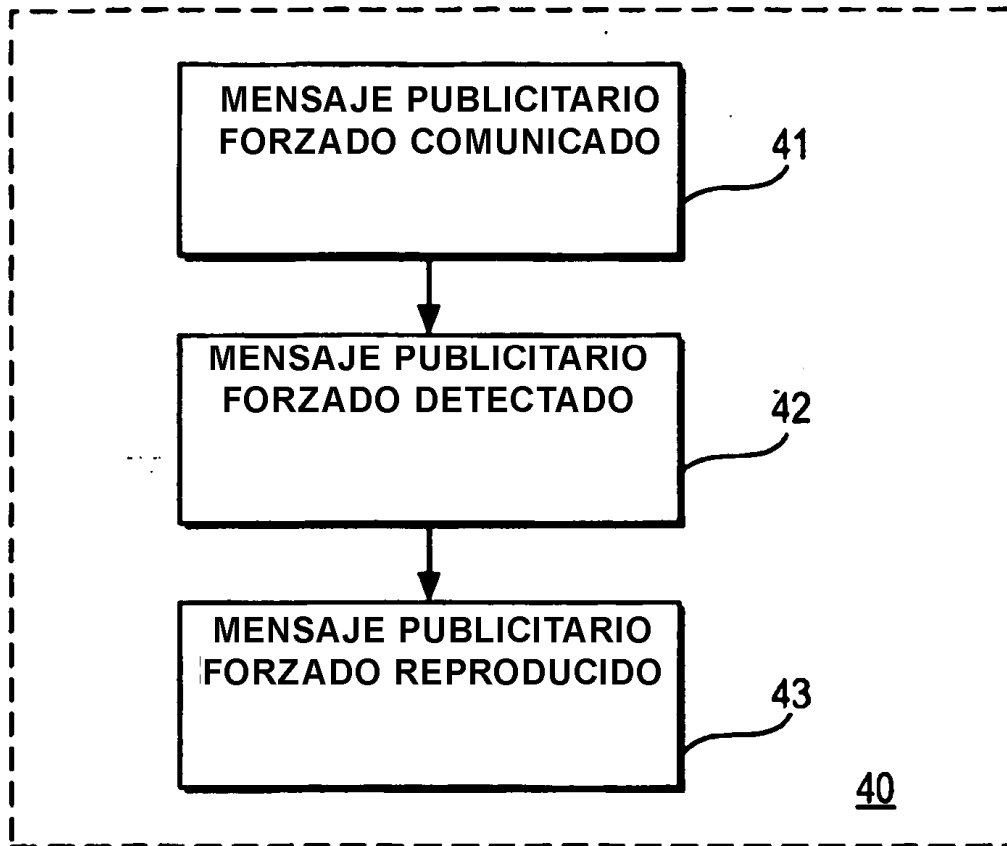 MENSAJE PUBLICITARIO
FORZADO COMUNICADO
41
MENSAJE PUBLICITARIO
FORZADO DETECTADO
42
MENSAJE PUBLICITARIO
FORZADO REPRODUCIDO
43
40